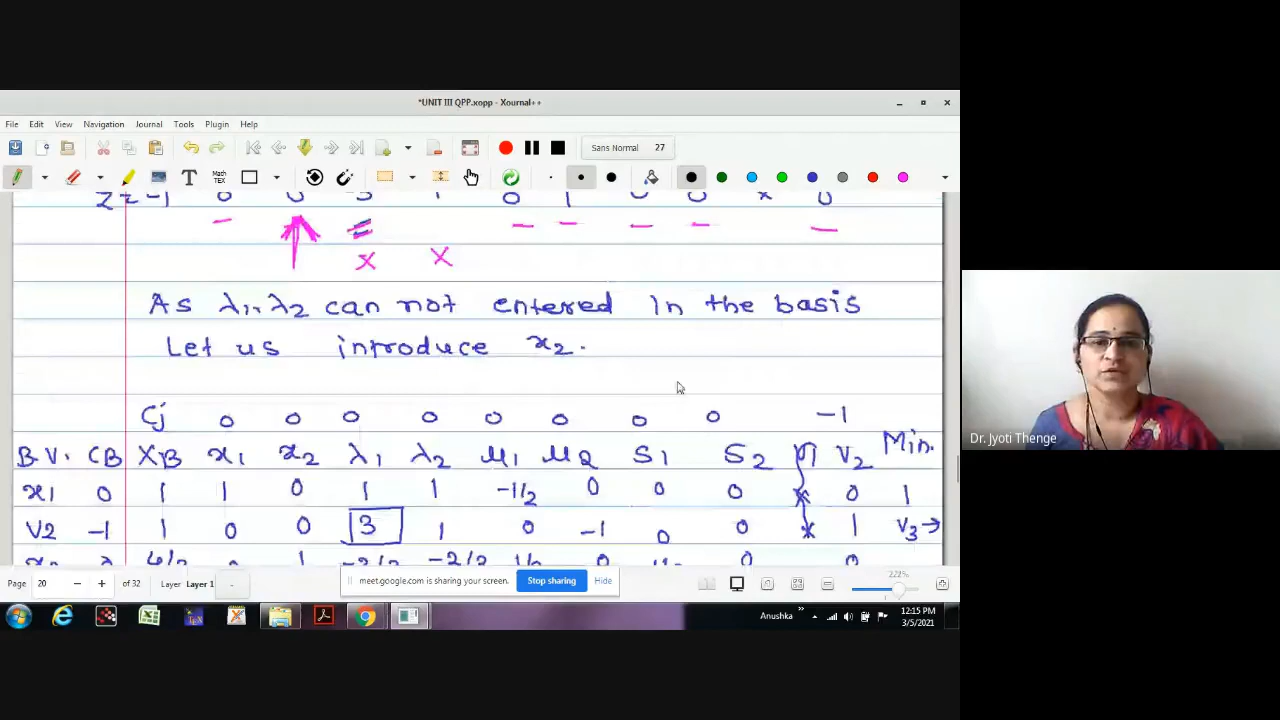 *UNIT III QPP.xopp - Xournal++
File Edit View Navigation Journal Tools Plugin Help
Sans Normal 27
As λ1, λ2 can not entered in the basis
Let us introduce x2.
Cj 0 0 0 0 0 0 0 0 -1
B.V. CB XB x1 x2 λ1 λ2 μ1 μ2 S1 S2 V2 Min.
x1 0 1 1 0 1 1 -1/2 0 0 0 0 1
V2 -1 1 0 0 3 1 0 -1 0 0 1 V3→
meet.google.com is sharing your screen. Stop sharing Hide
Page 20 of 32 Layer Layer 1 222%
Anushka 12:15 PM
3/5/2021
Dr. Jyoti Thenge